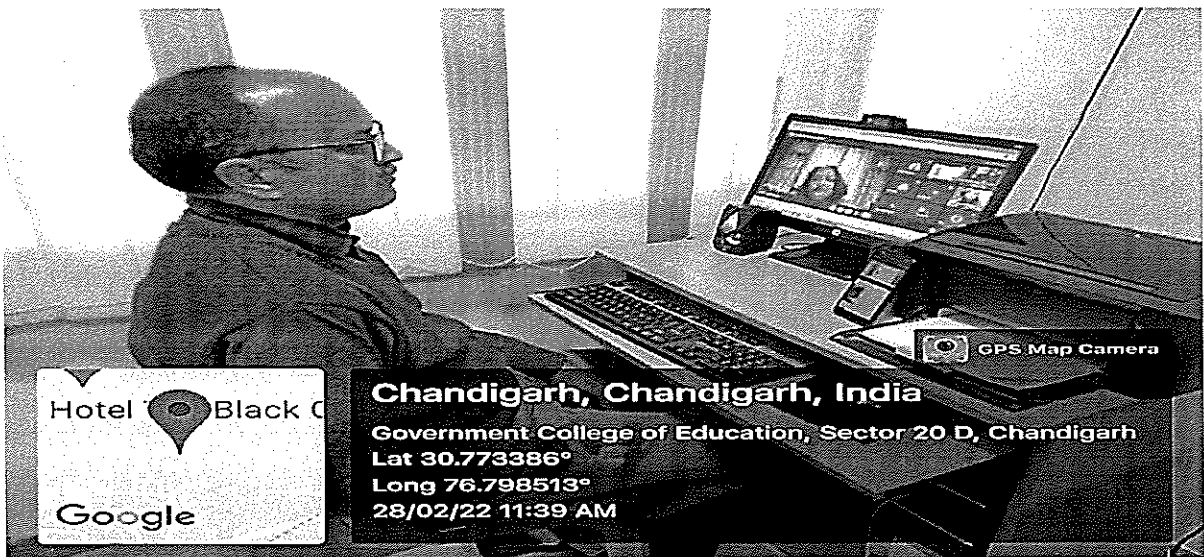 GPS Map Camera
Hotel
Black
Google
Chandigarh, Chandigarh, India
Government College of Education, Sector 20 D, Chandigarh
Lat 30.773386°
Long 76.798513°
28/02/22 11:39 AM